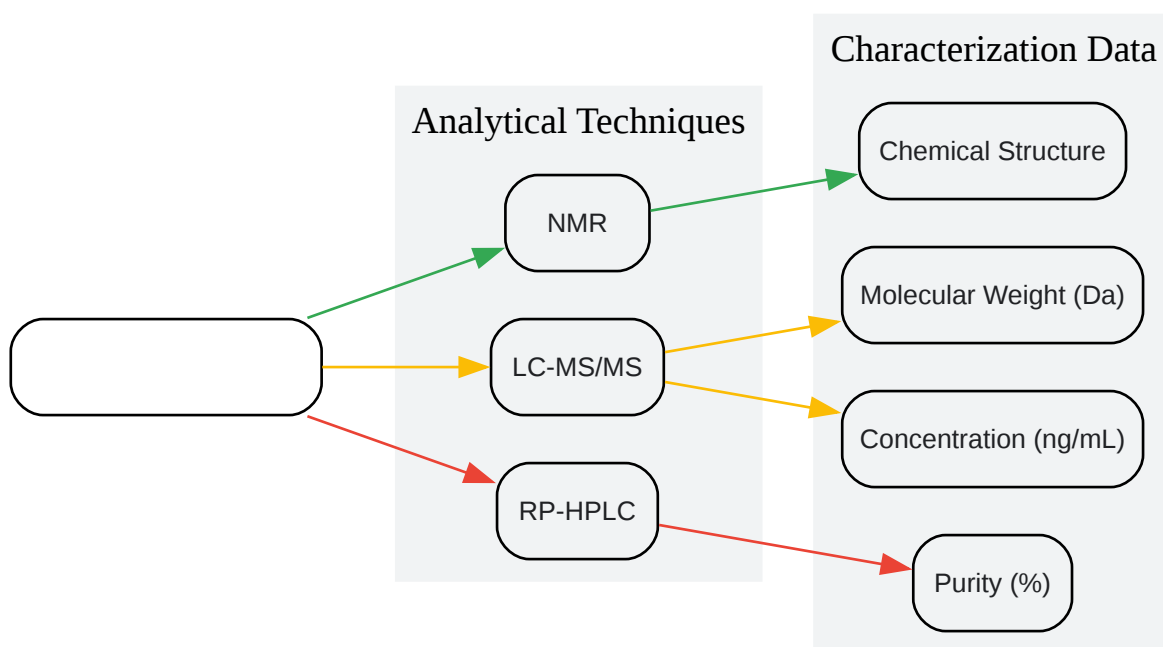 Characterization Data
Analytical Techniques
Chemical Structure
NMR
Molecular Weight (Da)
LC-MS/MS
Concentration (ng/mL)
RP-HPLC
Purity (%)